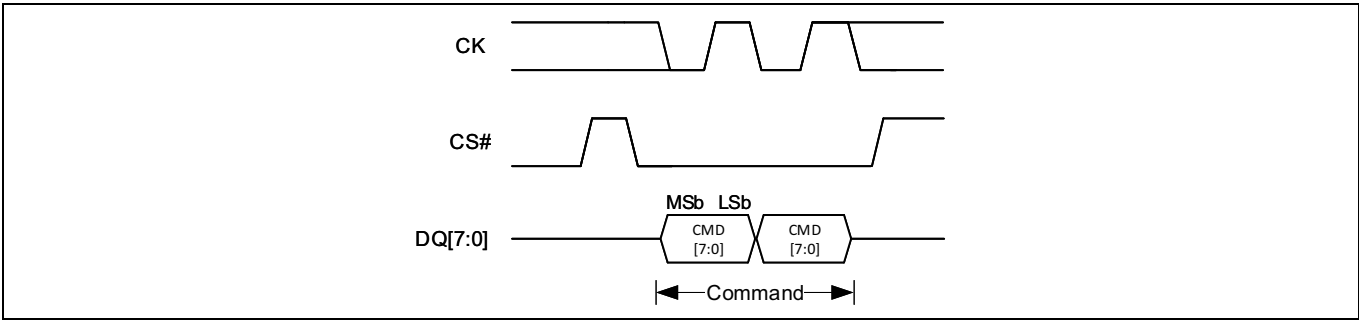 CK
CS#
MSb LSb
DQ[7:0]
CMD
[7:0]
CMD
[7:0]
Command